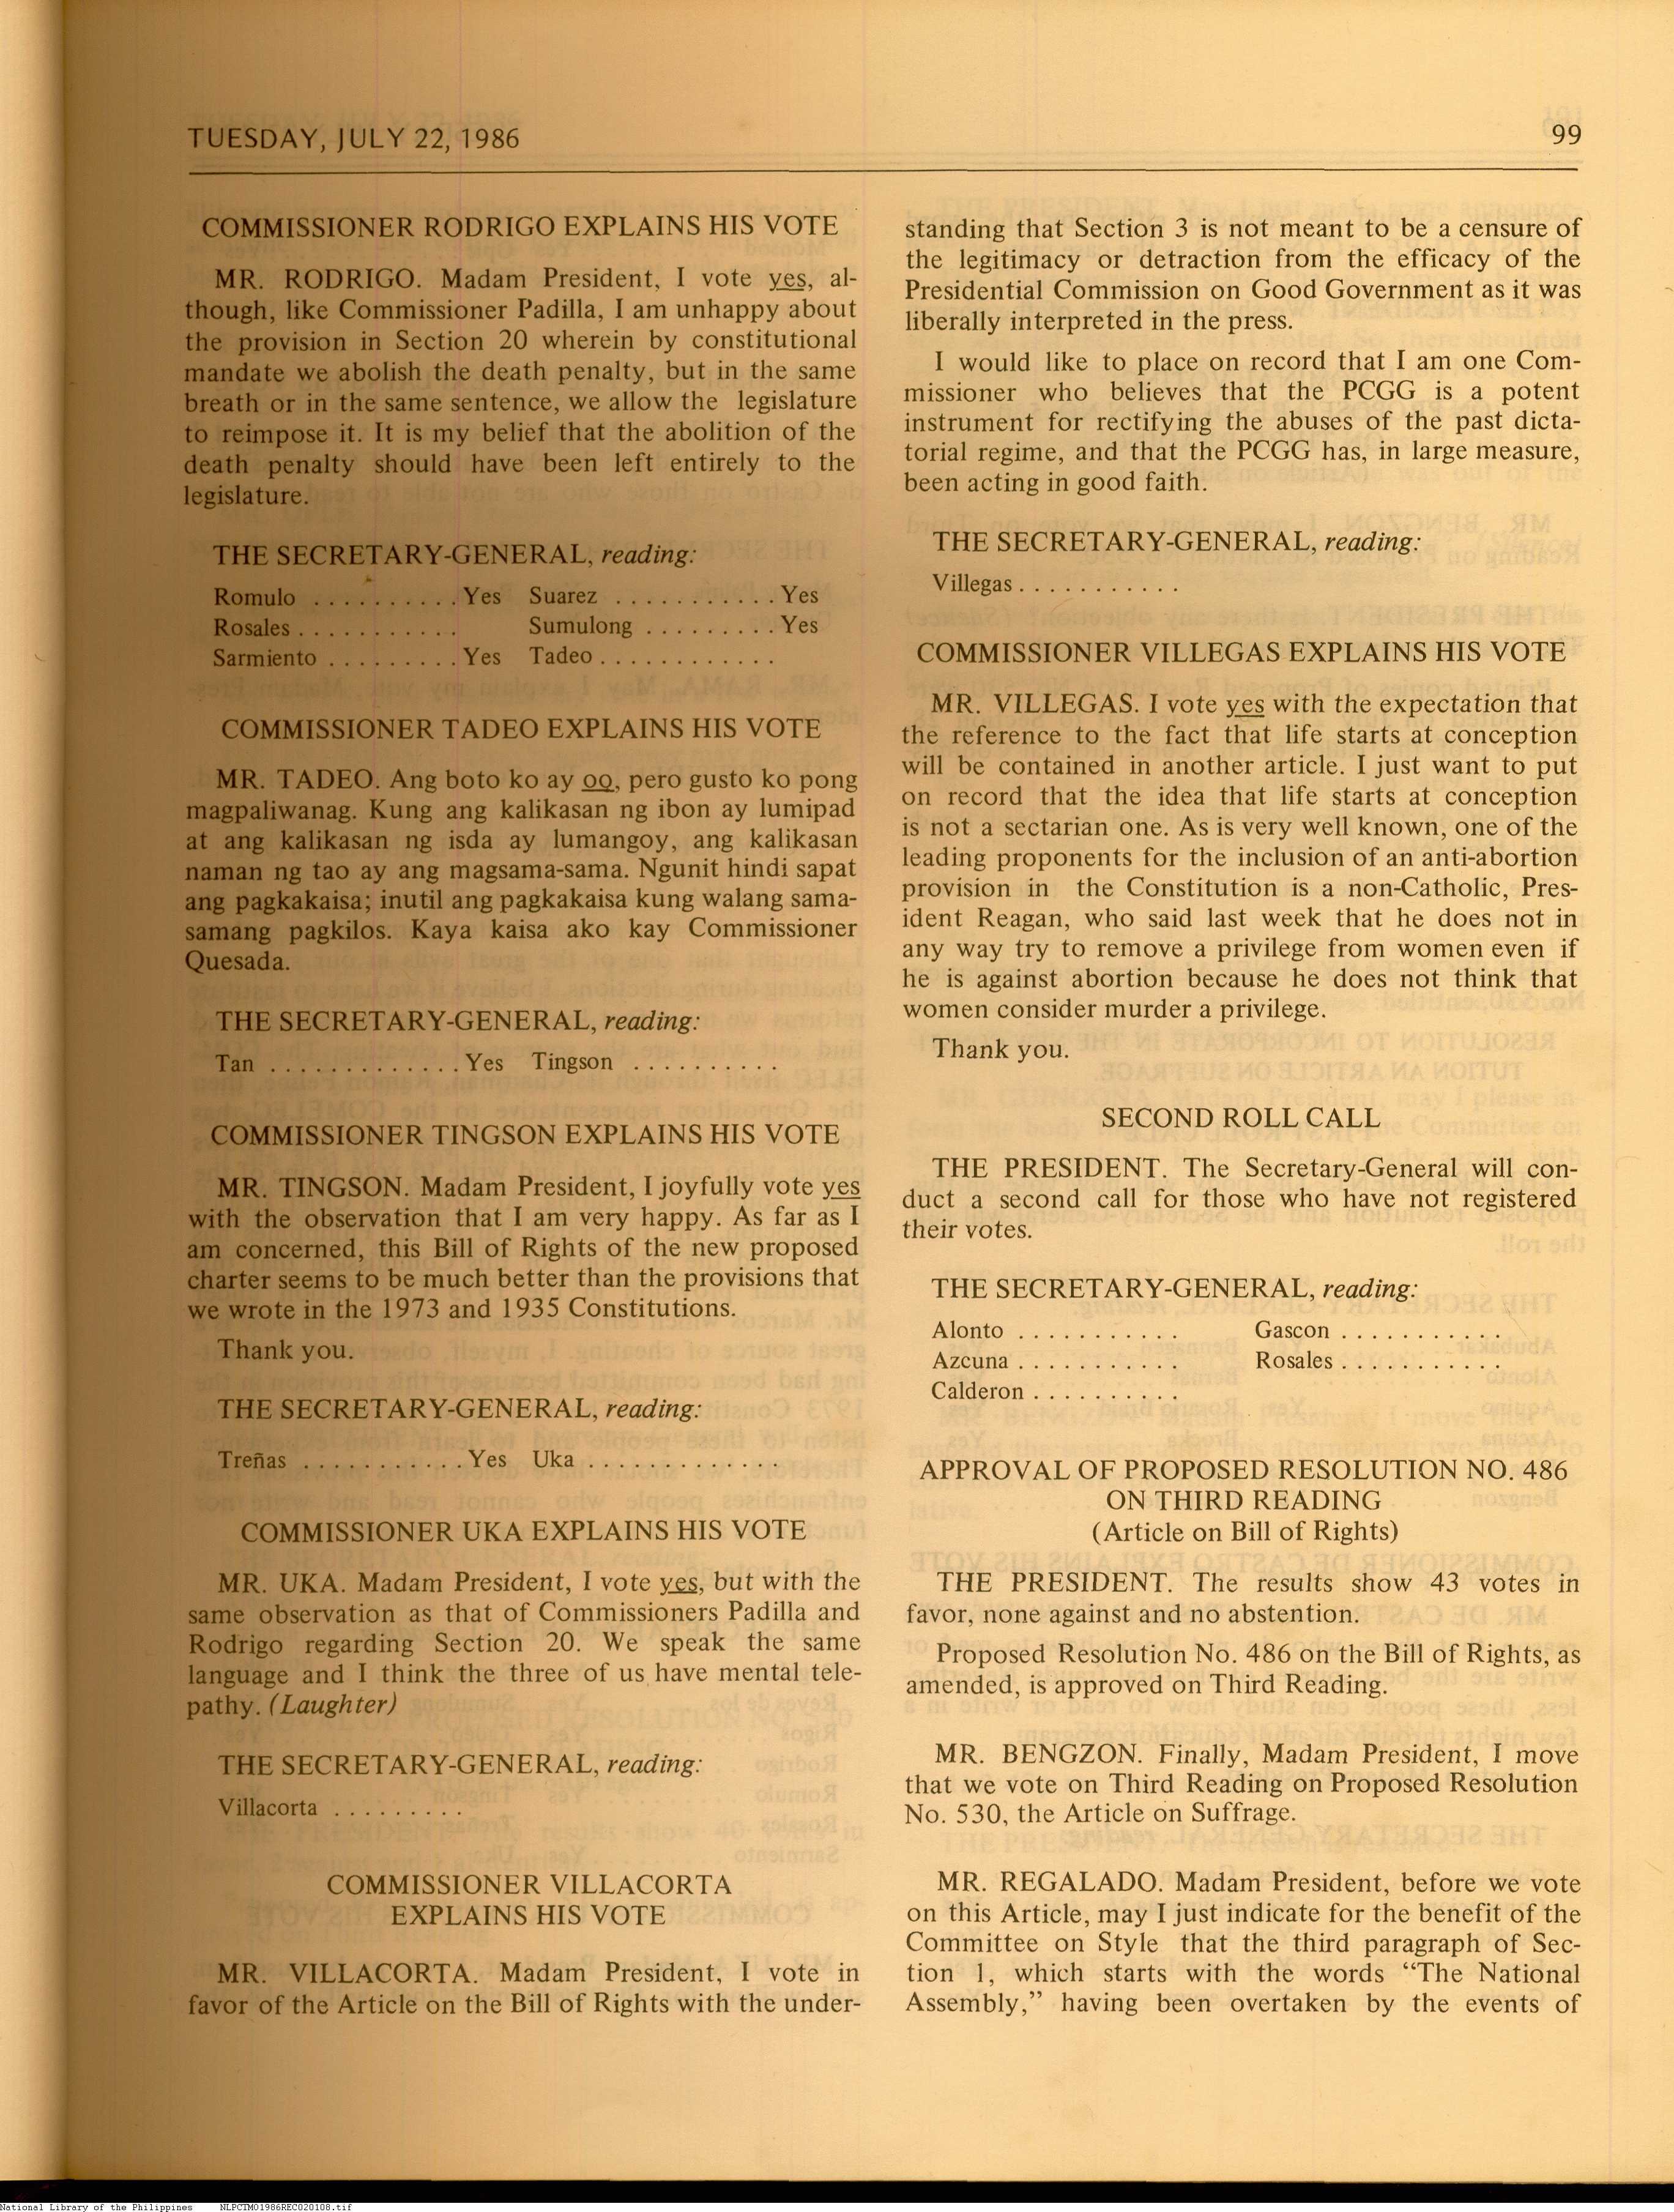 TUESDAY, JULY 22, 1986
99
COMMISSIONER RODRIGO EXPLAINS HIS VOTE
MR. RODRIGO. Madam President, I vote yes, al-
though, like Commissioner Padilla, I am unhappy about
the provision in Section 20 wherein by constitutional
mandate we abolish the death penalty, but in the same
breath or in the same sentence, we allow the legislature
to reimpose it. It is my belief that the abolition of the
death penalty should have been left entirely to the
legislature.
THE SECRETARY-GENERAL, reading:
Romulo . . . . . . . . . . Yes Suarez . . . . . . . . . . . Yes
Rosales . . . . . . . . . . . Sumulong . . . . . . . . . Yes
Sarmiento . . . . . . . . . Yes Tadeo . . . . . . . . . . . .
COMMISSIONER TADEO EXPLAINS HIS VOTE
MR. TADEO. Ang boto ko ay oo, pero gusto ko pong
magpaliwanag. Kung ang kalikasan ng ibon ay lumipad
at ang kalikasan ng isda ay lumangoy, ang kalikasan
naman ng tao ay ang magsama-sama. Ngunit hindi sapat
ang pagkakaisa; inutil ang pagkakaisa kung walang sama-
samang pagkilos. Kaya kaisa ako kay Commissioner
Quesada.
THE SECRETARY-GENERAL, reading:
Tan . . . . . . . . . . . . . Yes Tingson . . . . . . . . . .
COMMISSIONER TINGSON EXPLAINS HIS VOTE
MR. TINGSON. Madam President, I joyfully vote yes
with the observation that I am very happy. As far as I
am concerned, this Bill of Rights of the new proposed
charter seems to be much better than the provisions that
we wrote in the 1973 and 1935 Constitutions.
Thank you.
THE SECRETARY-GENERAL, reading:
Treñas . . . . . . . . . . . Yes Uka . . . . . . . . . . . . .
COMMISSIONER UKA EXPLAINS HIS VOTE
MR. UKA. Madam President, I vote yes, but with the
same observation as that of Commissioners Padilla and
Rodrigo regarding Section 20. We speak the same
language and I think the three of us have mental tele-
pathy. (Laughter)
THE SECRETARY-GENERAL, reading:
Villacorta . . . . . . . . .
COMMISSIONER VILLACORTA
EXPLAINS HIS VOTE
MR. VILLACORTA. Madam President, I vote in
favor of the Article on the Bill of Rights with the under-
standing that Section 3 is not meant to be a censure of
the legitimacy or detraction from the efficacy of the
Presidential Commission on Good Government as it was
liberally interpreted in the press.
I would like to place on record that I am one Com-
missioner who believes that the PCGG is a potent
instrument for rectifying the abuses of the past dicta-
torial regime, and that the PCGG has, in large measure,
been acting in good faith.
THE SECRETARY-GENERAL, reading:
Villegas . . . . . . . . . . .
COMMISSIONER VILLEGAS EXPLAINS HIS VOTE
MR. VILLEGAS. I vote yes with the expectation that
the reference to the fact that life starts at conception
will be contained in another article. I just want to put
on record that the idea that life starts at conception
is not a sectarian one. As is very well known, one of the
leading proponents for the inclusion of an anti-abortion
provision in the Constitution is a non-Catholic, Pres-
ident Reagan, who said last week that he does not in
any way try to remove a privilege from women even if
he is against abortion because he does not think that
women consider murder a privilege.
Thank you.
SECOND ROLL CALL
THE PRESIDENT. The Secretary-General will con-
duct a second call for those who have not registered
their votes.
THE SECRETARY-GENERAL, reading:
Alonto . . . . . . . . . . . Gascon . . . . . . . . . . .
Azcuna . . . . . . . . . . . Rosales . . . . . . . . . . .
Calderon . . . . . . . . . .
APPROVAL OF PROPOSED RESOLUTION NO. 486
ON THIRD READING
(Article on Bill of Rights)
THE PRESIDENT. The results show 43 votes in
favor, none against and no abstention.
Proposed Resolution No. 486 on the Bill of Rights, as
amended, is approved on Third Reading.
MR. BENGZON. Finally, Madam President, I move
that we vote on Third Reading on Proposed Resolution
No. 530, the Article on Suffrage.
MR. REGALADO. Madam President, before we vote
on this Article, may I just indicate for the benefit of the
Committee on Style that the third paragraph of Sec-
tion 1, which starts with the words “The National
Assembly,” having been overtaken by the events of
National Library of the Philippines NLPCTM01986REC020108.tif